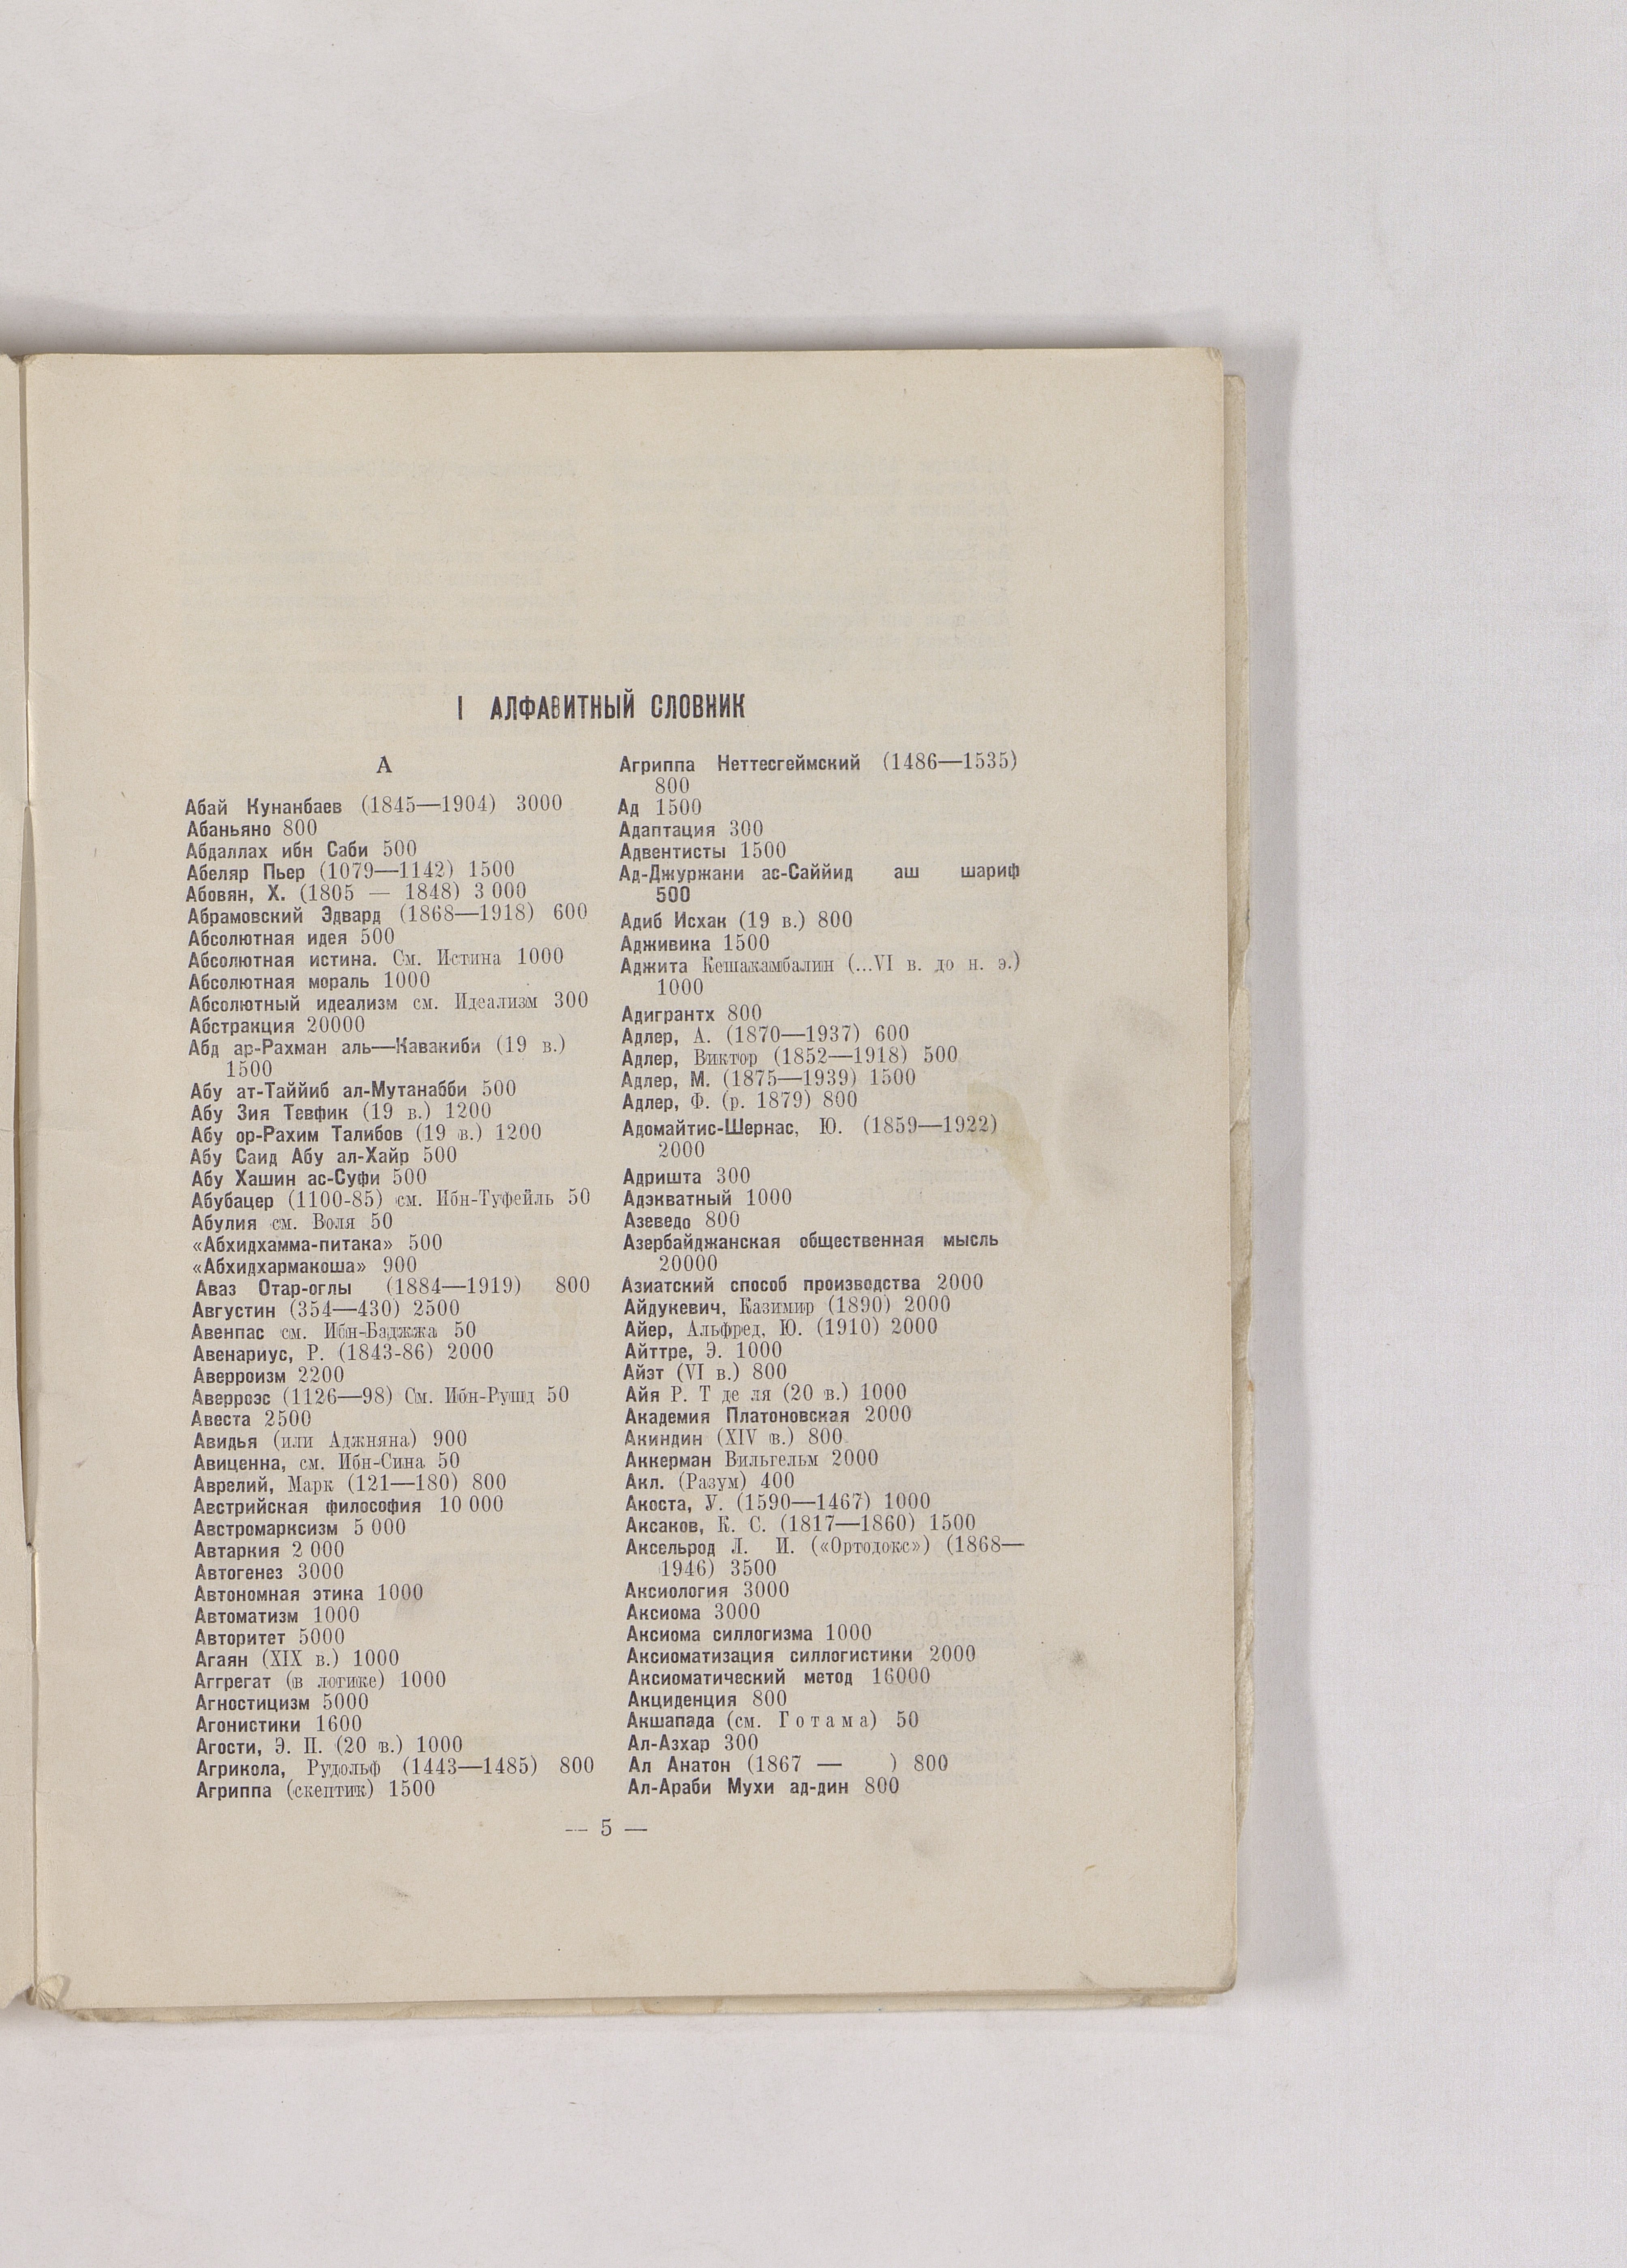 I АЛФАВИТНЫЙ СЛОВНИК
А
Абай Кунанбаев (1845—1904) 3000
Абаньяно 800
Абдаллах ибн Саби 500
Абеляр Пьер (1079—1142) 1500
Абовян, Х. (1805 — 1848) 3 000
Абрамовский Эдвард (1868—1918) 600
Абсолютная идея 500
Абсолютная истина. См. Истина 1000
Абсолютная мораль 1000
Абсолютный идеализм см. Идеализм 300
Абстракция 20000
Абд ар-Рахман аль—Кавакиби (19 в.)
1500
Абу ат-Таййиб ал-Мутанабби 500
Абу Зия Тевфик (19 в.) 1200
Абу ор-Рахим Талибов (19 в.) 1200
Абу Саид Абу ал-Хайр 500
Абу Хашин ас-Суфи 500
Абубацер (1100-85) см. Ибн-Туфейль 50
Абулия см. Воля 50
«Абхидхамма-питака» 500
«Абхидхармакоша» 900
Аваз Отар-оглы (1884—1919) 800
Августин (354—430) 2500
Авенпас см. Ибн-Баджжа 50
Авенариус, Р. (1843-86) 2000
Аверроизм 2200
Аверроэс (1126—98) См. Ибн-Рушд 50
Авеста 2500
Авидья (или Аджняна) 900
Авиценна, см. Ибн-Сина 50
Аврелий, Марк (121—180) 800
Австрийская философия 10 000
Австромарксизм 5 000
Автаркия 2 000
Автогенез 3000
Автономная этика 1000
Автоматизм 1000
Авторитет 5000
Агаян (XIX в.) 1000
Аггрегат (в логике) 1000
Агностицизм 5000
Агонистики 1600
Агости, Э. П. (20 в.) 1000
Агрикола, Рудольф (1443—1485) 800
Агриппа (скептик) 1500
Агриппа Неттесгеймский (1486—1535)
800
Ад 1500
Адаптация 300
Адвентисты 1500
Ад-Джуржани ас-Саййид аш шариф
500
Адиб Исхак (19 в.) 800
Адживика 1500
Аджита Кешакамбалин (...VI в. до н. э.)
1000
Адигрантх 800
Адлер, А. (1870—1937) 600
Адлер, Виктор (1852—1918) 500
Адлер, М. (1875—1939) 1500
Адлер, Ф. (р. 1879) 800
Адомайтис-Шернас, Ю. (1859—1922)
2000
Адришта 300
Адэкватный 1000
Азеведо 800
Азербайджанская общественная мысль
20000
Азиатский способ производства 2000
Айдукевич, Казимир (1890) 2000
Айер, Альфред, Ю. (1910) 2000
Айттре, Э. 1000
Айэт (VI в.) 800
Айя Р. Т де ля (20 в.) 1000
Академия Платоновская 2000
Акиндин (XIV в.) 800
Аккерман Вильгельм 2000
Акл. (Разум) 400
Акоста, У. (1590—1467) 1000
Аксаков, К. С. (1817—1860) 1500
Аксельрод Л. И. («Ортодокс») (1868—
1946) 3500
Аксиология 3000
Аксиома 3000
Аксиома силлогизма 1000
Аксиоматизация силлогистики 2000
Аксиоматический метод 16000
Акциденция 800
Акшапада (см. Готама) 50
Ал-Азхар 300
Ал Анатон (1867 — ) 800
Ал-Араби Мухи ад-дин 800
— 5 —